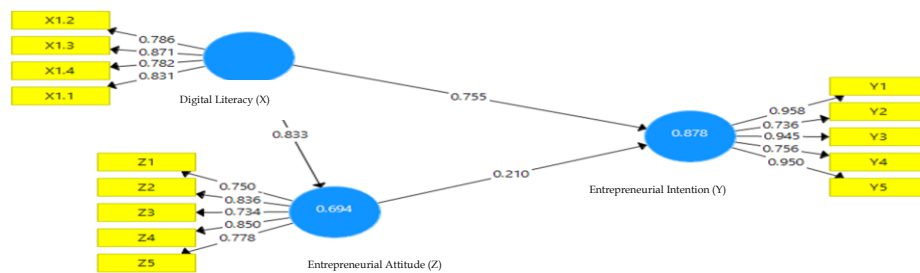 X1.2
X1.3
X1.4
X1.1
0.786
0.871
0.782
0.831
Digital Literacy (X)
0.755
0.833
0.878
0.958
0.736
0.945
0.756
0.950
Y1
Y2
Y3
Y4
Y5
Entrepreneurial Intention (Y)
0.210
Z1
Z2
Z3
Z4
Z5
0.750
0.836
0.734
0.850
0.778
0.694
Entrepreneurial Attitude (Z)